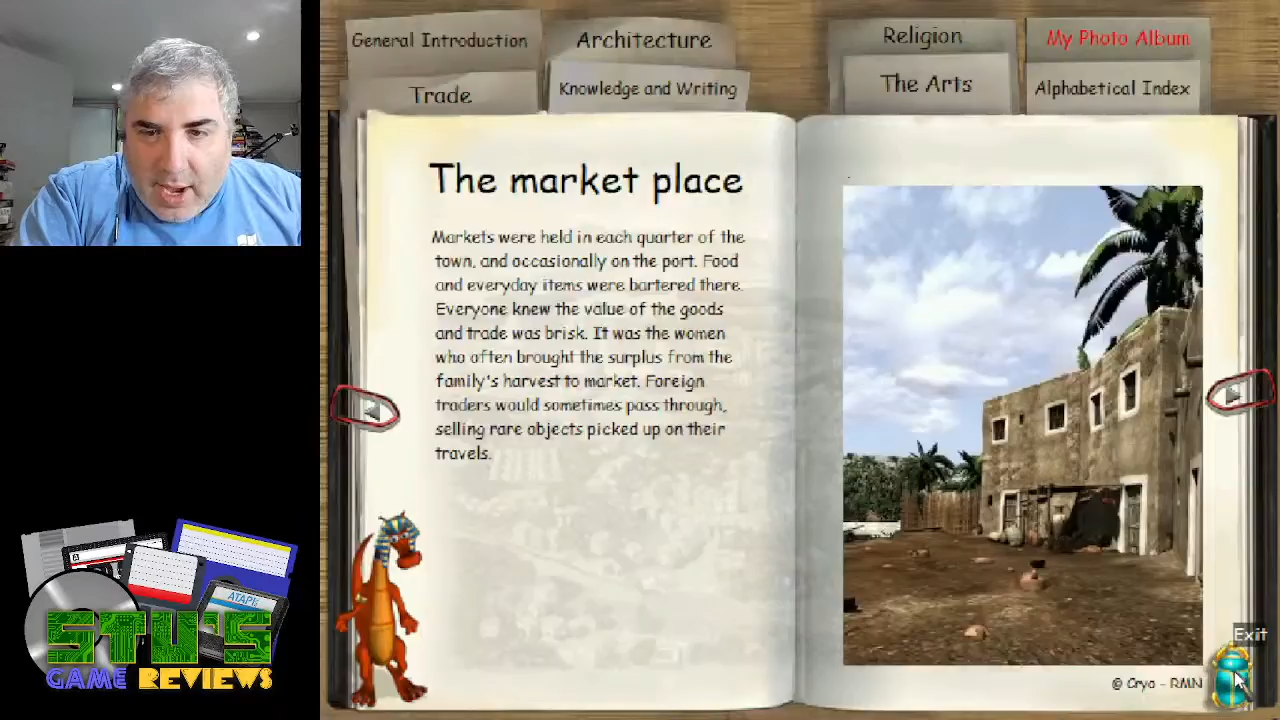 General Introduction
Architecture
Religion
My Photo Album
Trade
Knowledge and Writing
The Arts
Alphabetical Index
The market place
Markets were held in each quarter of the
town, and occasionally on the port. Food
and everyday items were bartered there.
Everyone knew the value of the goods
and trade was brisk. It was the women
who often brought the surplus from the
family's harvest to market. Foreign
traders would sometimes pass through,
selling rare objects picked up on their
travels.
Exit
© Cryo - RMN
ATARI
STU'S
GAME REVIEWS